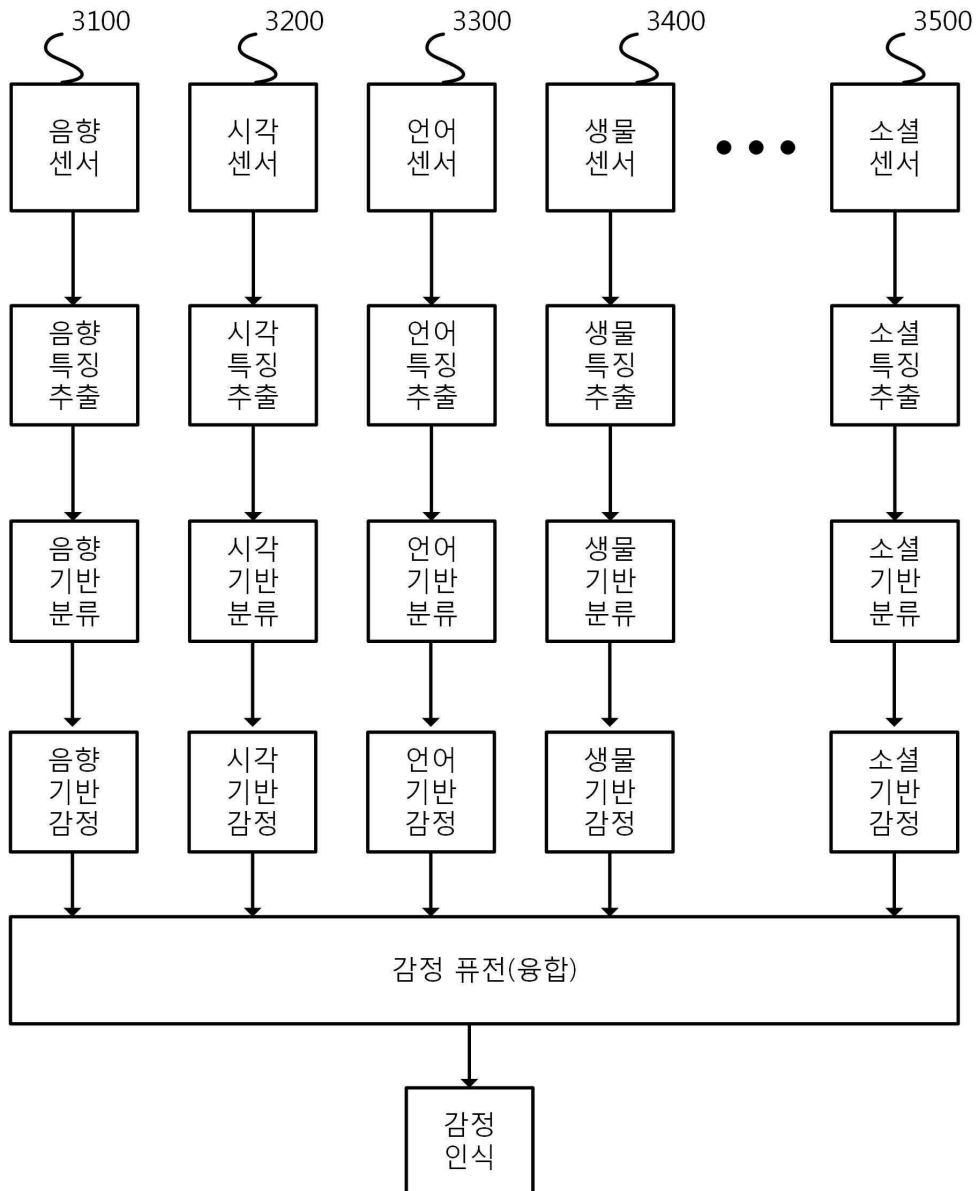 3100
3200
3300
3400
3500
음향
센서
시각
센서
언어
센서
생물
센서
소셜
센서
음향
특징
추출
시각
특징
추출
언어
특징
추출
생물
특징
추출
소셜
특징
추출
음향
기반
분류
시각
기반
분류
언어
기반
분류
생물
기반
분류
소셜
기반
분류
음향
기반
감정
시각
기반
감정
언어
기반
감정
생물
기반
감정
소셜
기반
감정
감정 퓨전(융합)
감정
인식